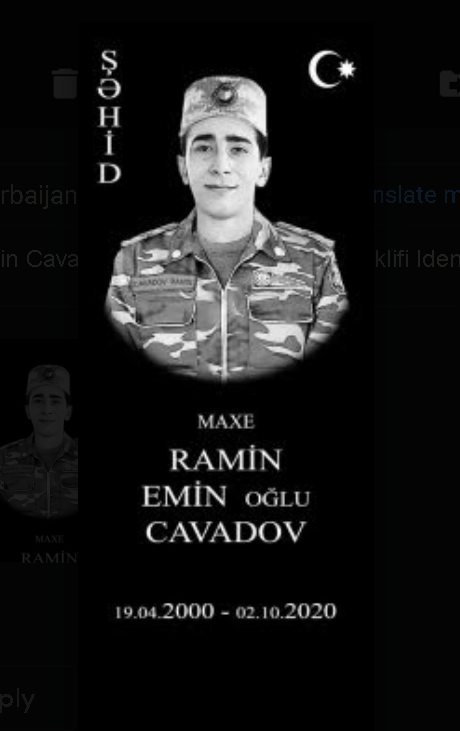 ŞƏHİD
rbaijan
nslate m
in Cava
klifi Iden
CAVADOV RAMİN
MAXE
RAMİN
EMİN OĞLU
CAVADOV
19.04.2000 - 02.10.2020
MAXE
RAMİN
ply